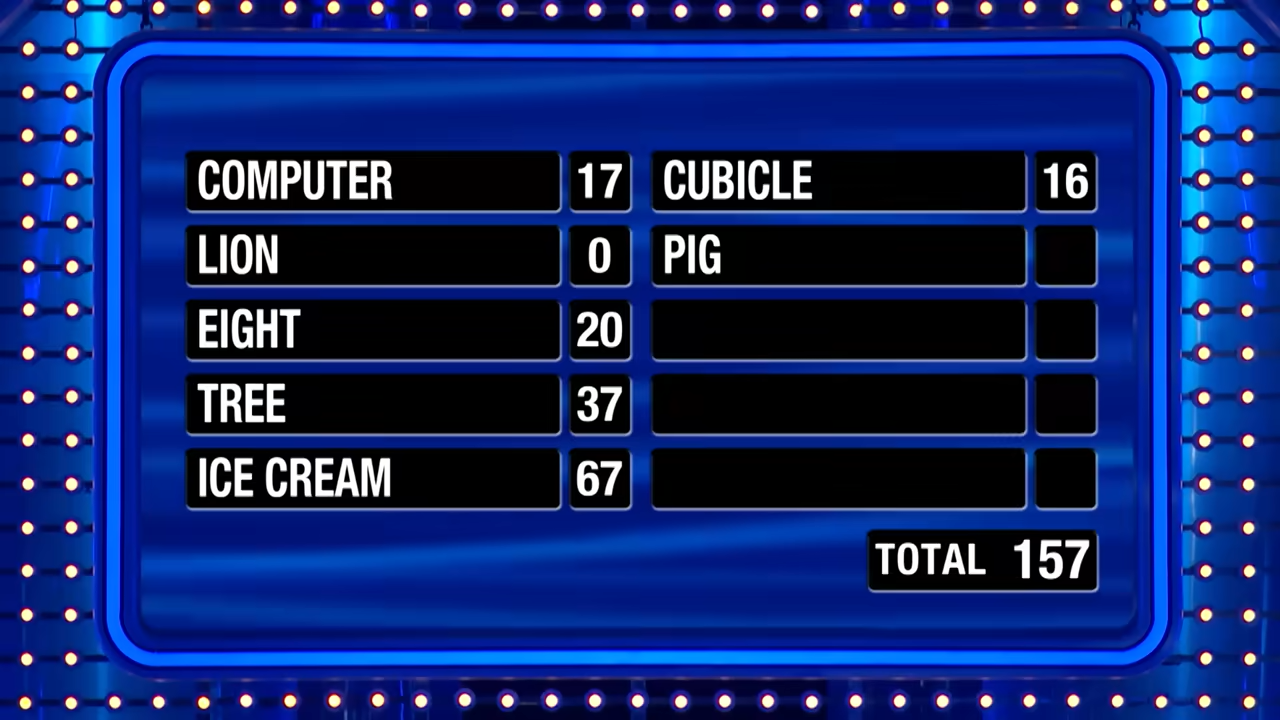 COMPUTER 17
LION 0
EIGHT 20
TREE 37
ICE CREAM 67
CUBICLE 16
PIG
TOTAL 157